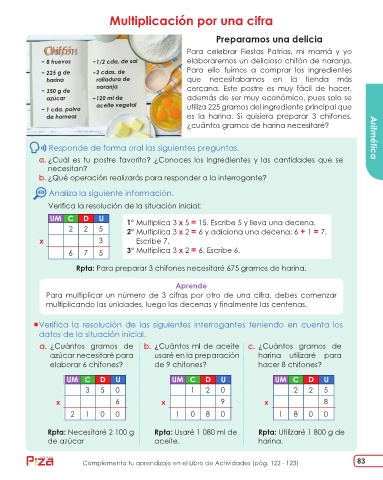 Multiplicación por una cifra
Chiffón
– 8 huevos
– 225 g de
harina
– 350 g de
azúcar
– 1 cda. polvo
de hornear
– 1/2 cda. de sal
– 2 cdas. de
ralladura de
naranja
– 120 ml de
aceite vegetal
Preparamos una delicia
Para celebrar Fiestas Patrias, mi mamá y yo
elaboraremos un delicioso chifón de naranja.
Para ello fuimos a comprar los ingredientes
que necesitábamos en la tienda más
cercana. Este postre es muy fácil de hacer,
además de ser muy económico, pues solo se
utiliza 225 gramos del ingrediente principal que
es la harina. Si quisiera preparar 3 chifones,
¿cuántos gramos de harina necesitaré?
Aritmética
Responde de forma oral las siguientes preguntas.
a. ¿Cuál es tu postre favorito? ¿Conoces los ingredientes y las cantidades que se
necesitan?
b. ¿Qué operación realizarás para responder a la interrogante?
Analiza la siguiente información.
Verifica la resolución de la situación inicial:
UM C D U
2 2 5
x 3
6 7 5
1° Multiplica 3 x 5 = 15. Escribe 5 y lleva una decena.
2° Multiplica 3 x 2 = 6 y adiciona una decena: 6 + 1 = 7.
Escribe 7.
3° Multiplica 3 x 2 = 6. Escribe 6.
Rpta: Para preparar 3 chifones necesitaré 675 gramos de harina.
Aprende
Para multiplicar un número de 3 cifras por otro de una cifra, debes comenzar
multiplicando las unidades, luego las decenas y finalmente las centenas.
Verifica la resolución de las siguientes interrogantes teniendo en cuenta los
datos de la situación inicial.
a. ¿Cuántos gramos de
azúcar necesitaré para
elaborar 6 chifones?
UM C D U
3 5 0
x 6
2 1 0 0
Rpta: Necesitaré 2 100 g
de azúcar
b. ¿Cuántos ml de aceite
usaré en la preparación
de 9 chifones?
UM C D U
1 2 0
x 9
1 0 8 0
Rpta: Usaré 1 080 ml de
aceite.
c. ¿Cuántos gramos de
harina utilizaré para
hacer 8 chifones?
UM C D U
2 2 5
x 8
1 8 0 0
Rpta: Utilizaré 1 800 g de
harina.
Complementa tu aprendizaje en el Libro de Actividades (pág. 122 - 123)
83